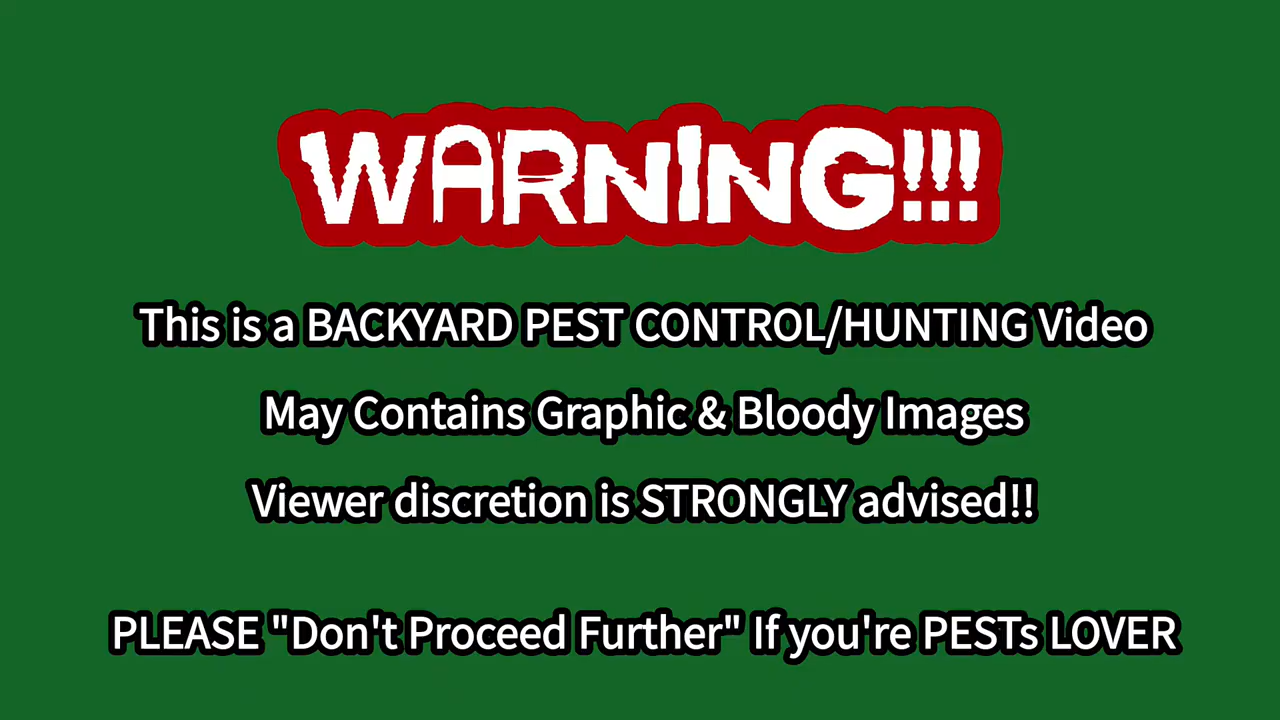 WARNING!!!
This is a BACKYARD PEST CONTROL/HUNTING Video
May Contains Graphic & Bloody Images
Viewer discretion is STRONGLY advised!!
PLEASE "Don't Proceed Further" If you're PESTs LOVER